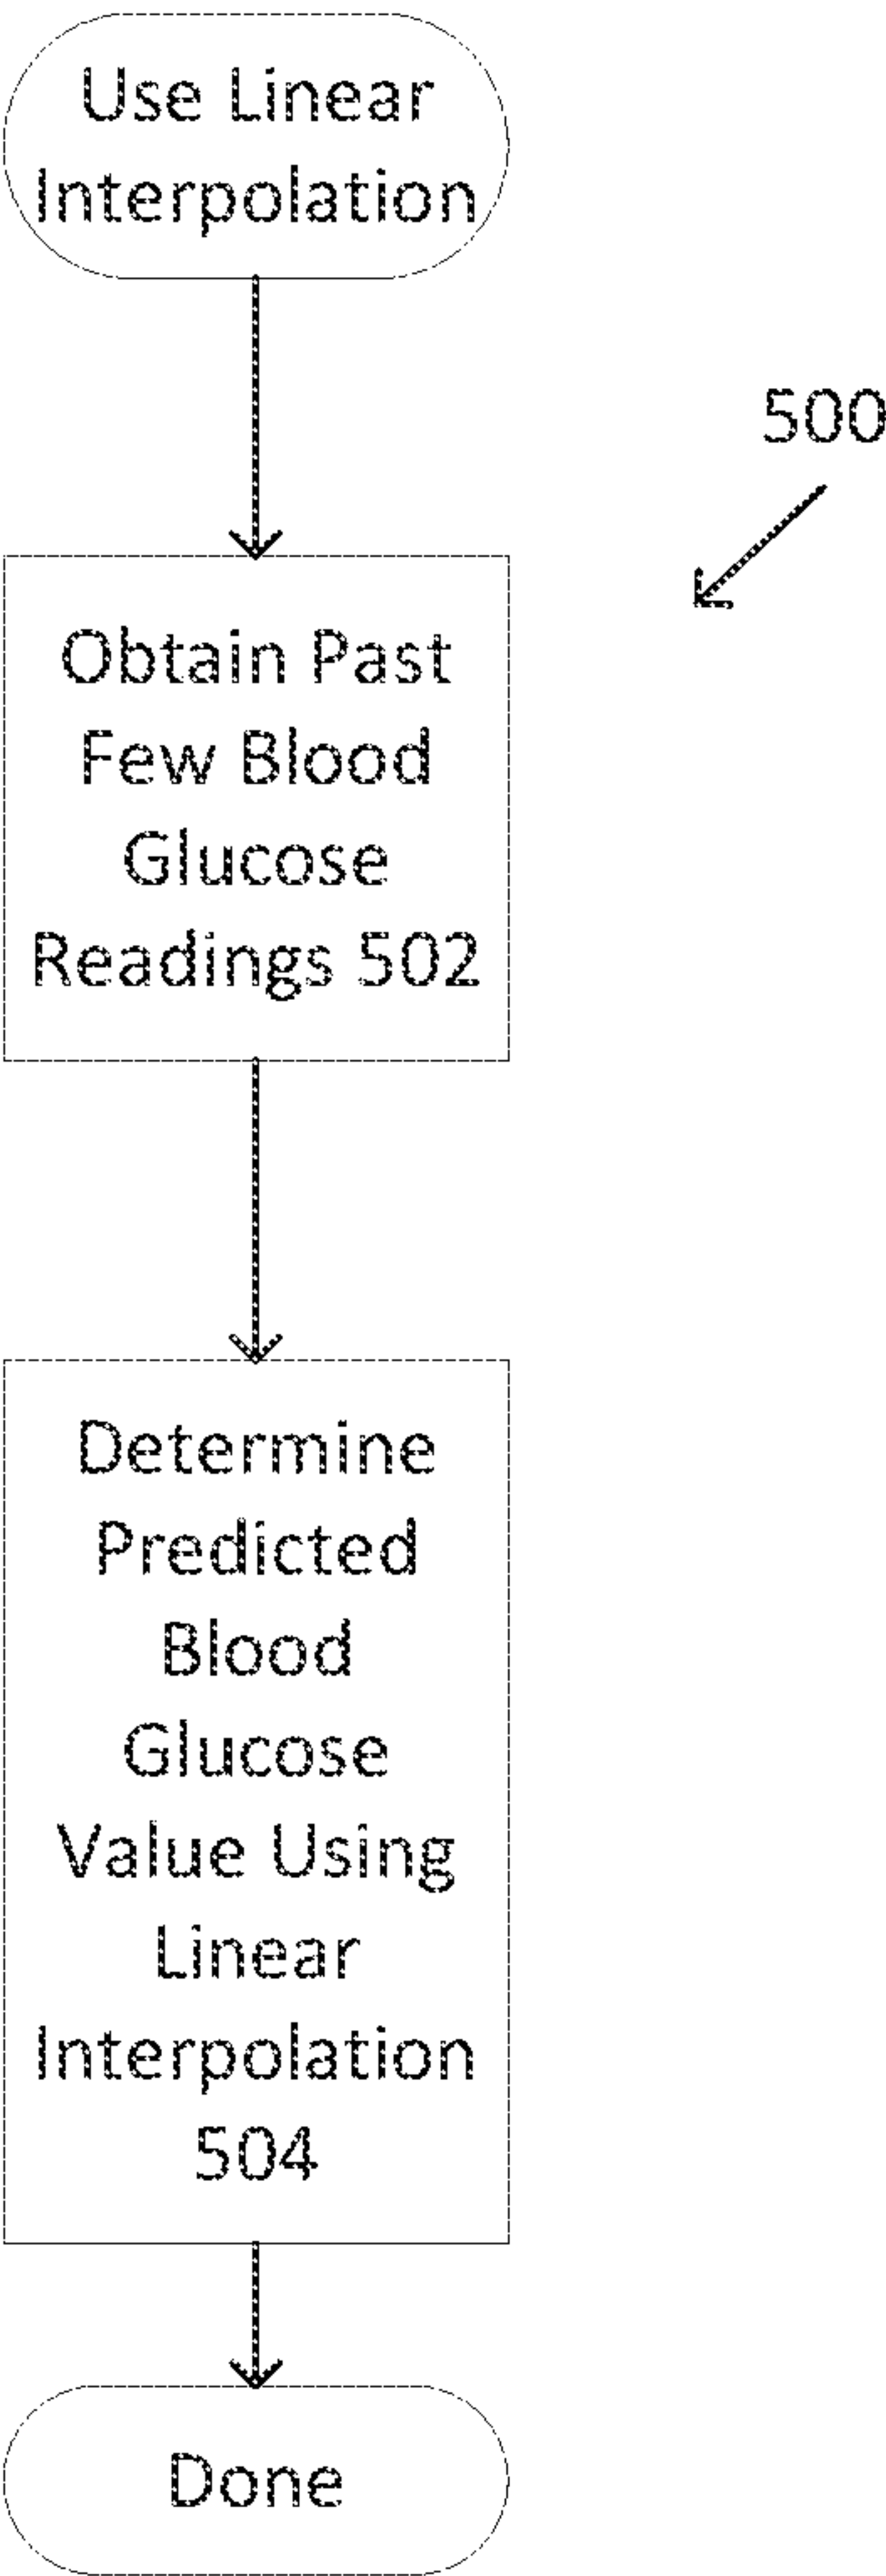 Use Linear
Interpolation
500
Obtain Past
Few Blood
Glucose
Readings 502
Determine
Predicted
Blood
Glucose
Value Using
Linear
Interpolation
504
Done